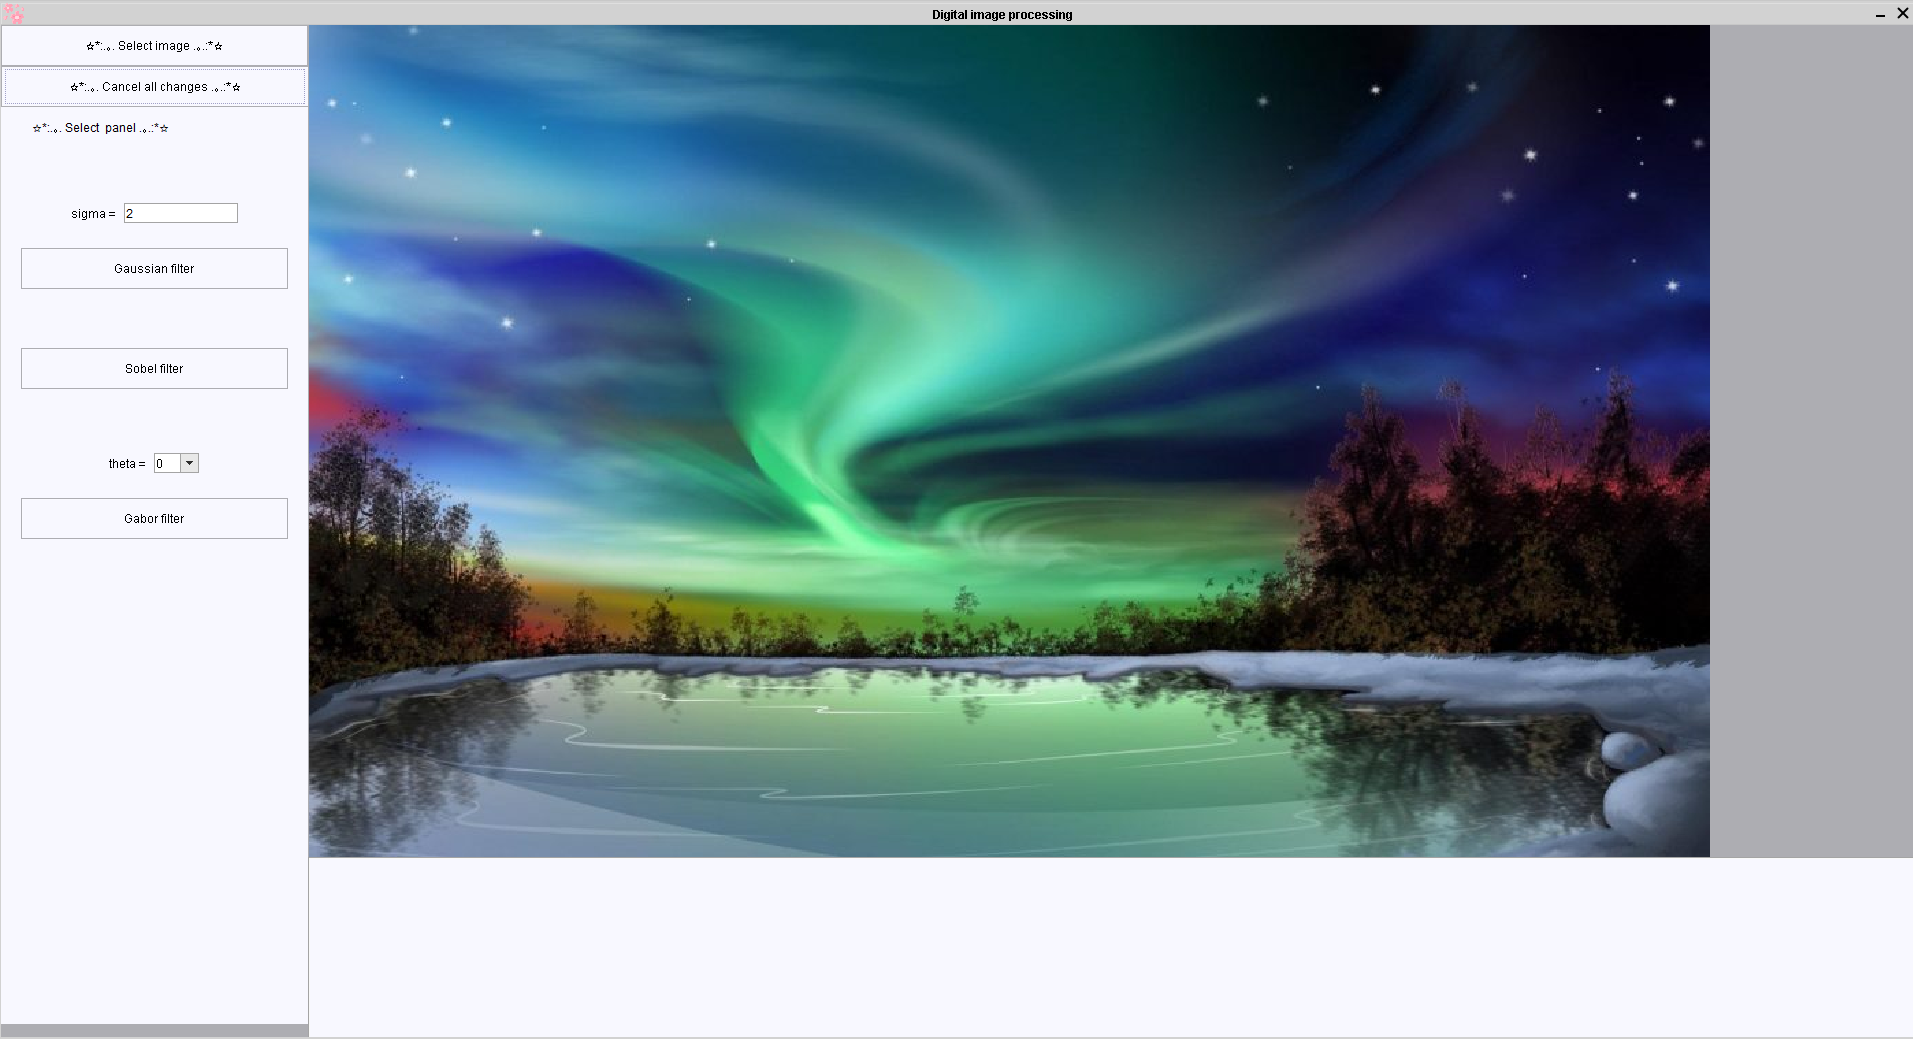 Digital image processing
☆*:.｡. Select image .｡.:*☆
☆*:.｡. Cancel all changes .｡.:*☆
☆*:.｡. Select panel .｡.:*☆
sigma = 2
Gaussian filter
Sobel filter
theta = 0
Gabor filter